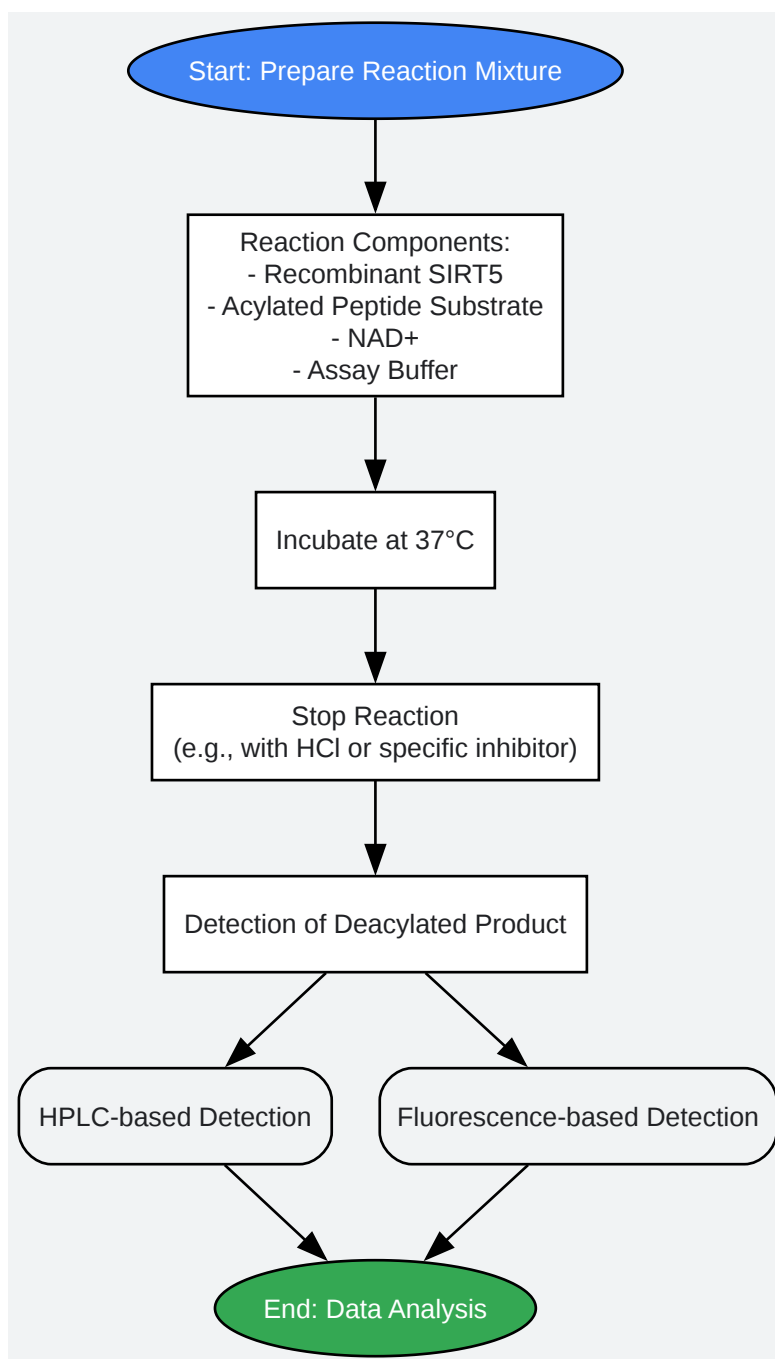 Start: Prepare Reaction Mixture
Reaction Components:
- Recombinant SIRT5
- Acylated Peptide Substrate
- NAD+
- Assay Buffer
Incubate at 37°C
Stop Reaction
(e.g., with HCl or specific inhibitor)
Detection of Deacylated Product
HPLC-based Detection
Fluorescence-based Detection
End: Data Analysis